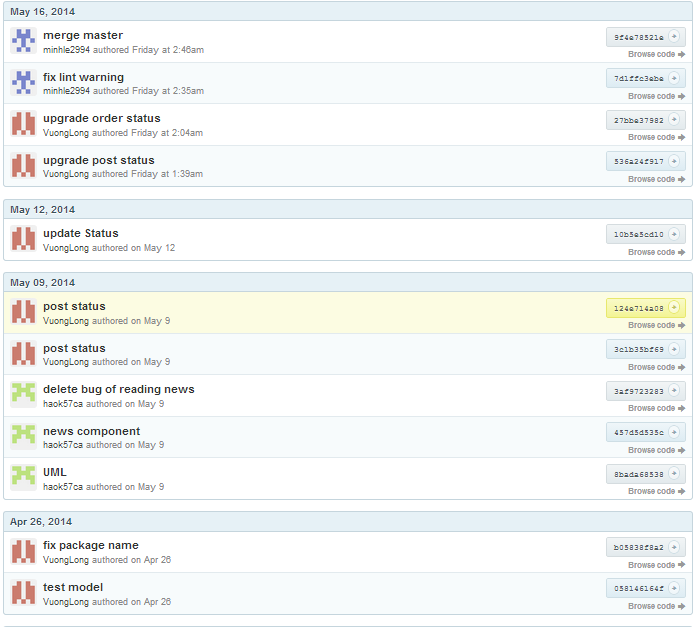 May 16, 2014
merge master
9f4e78521e
minhle2994 authored Friday at 2:46am
Browse code
fix lint warning
7d1ffc3ebe
minhle2994 authored Friday at 2:35am
Browse code
upgrade order status
27bbe37982
VuongLong authored Friday at 2:04am
Browse code
upgrade post status
536a24f917
VuongLong authored Friday at 1:39am
Browse code
May 12, 2014
update Status
10b5e5cd10
VuongLong authored on May 12
Browse code
May 09, 2014
post status
124e714a08
VuongLong authored on May 9
Browse code
post status
3c1b35bf69
VuongLong authored on May 9
Browse code
delete bug of reading news
3af9723283
haok57ca authored on May 9
Browse code
news component
457d5d535c
haok57ca authored on May 9
Browse code
UML
8bada68538
haok57ca authored on May 9
Browse code
Apr 26, 2014
fix package name
b05838f8a2
VuongLong authored on Apr 26
Browse code
test model
058146164f
VuongLong authored on Apr 26
Browse code